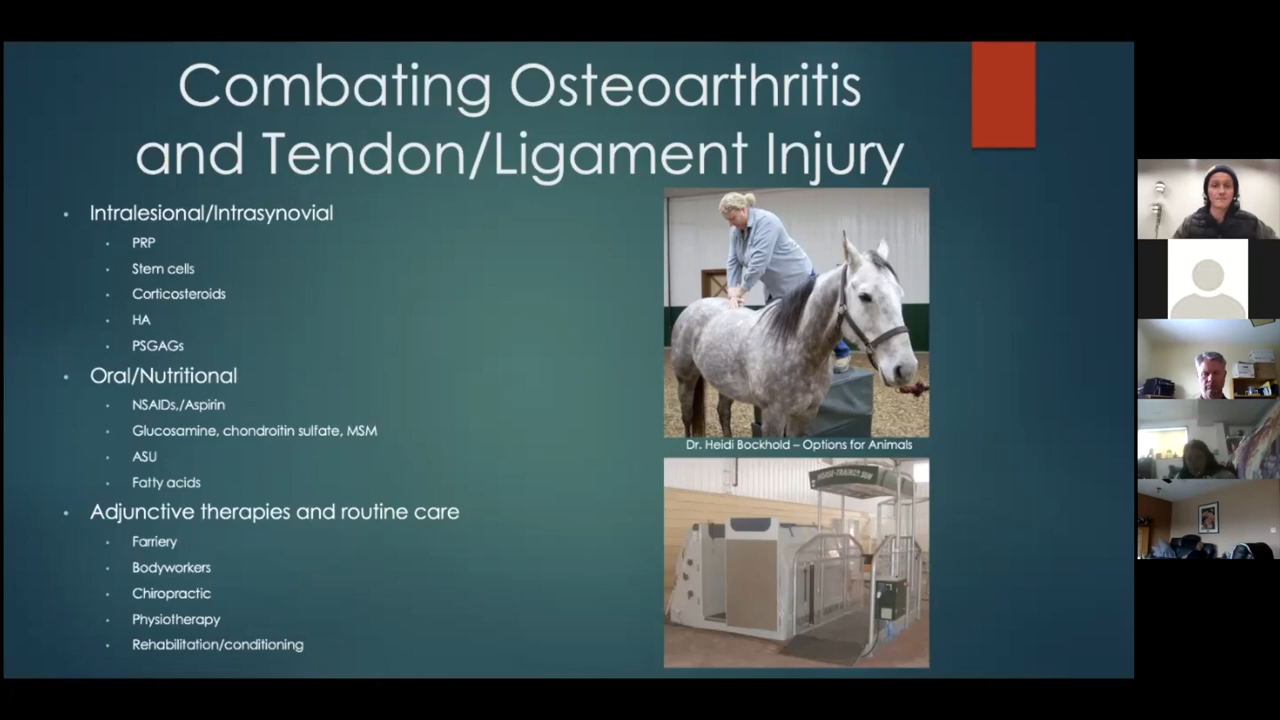 Combating Osteoarthritis
and Tendon/Ligament Injury
Intralesional/Intrasynovial
PRP
Stem cells
Corticosteroids
HA
PSGAGs
Oral/Nutritional
NSAIDs,/Aspirin
Glucosamine, chondroitin sulfate, MSM
ASU
Fatty acids
Adjunctive therapies and routine care
Farriery
Bodyworkers
Chiropractic
Physiotherapy
Rehabilitation/conditioning
Dr. Heidi Bockhold – Options for Animals